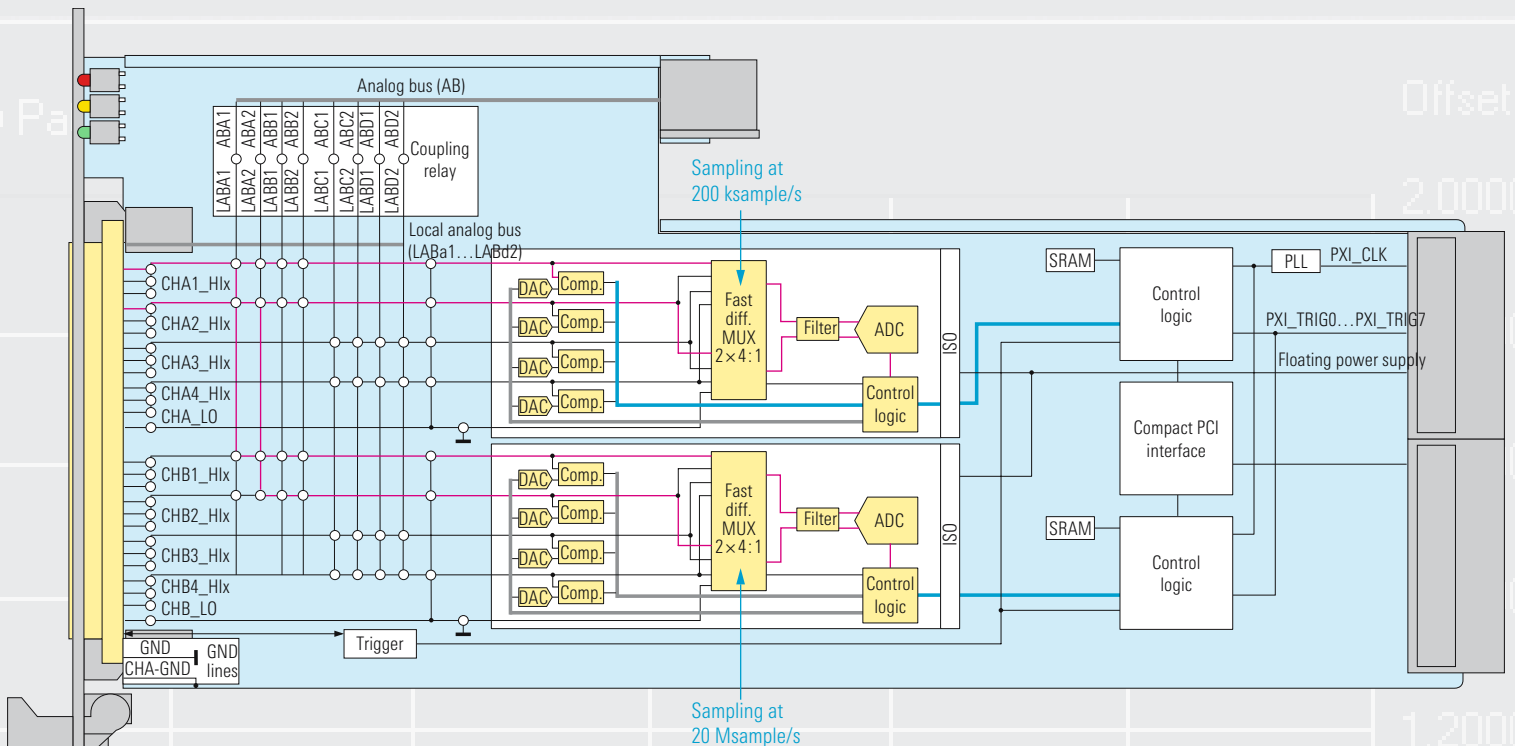 Analog bus (AB)
ABA1
ABA2
ABB1
ABB2
ABC1
ABC2
ABD1
ABD2
LABA1
LABA2
LABB1
LABB2
LABC1
LABC2
LABD1
LABD2
Coupling
relay
Local analog bus
(LABa1...LABd2)
Sampling at
200 ksample/s
Offset
Pa
2.000
CHA1_HIx
CHA2_HIx
CHA3_HIx
CHA4_HIx
CHA_LO
DAC
Comp.
DAC
Comp.
DAC
Comp.
DAC
Comp.
Fast
diff.
MUX
2×4:1
Filter
ADC
Control
logic
ISO
SRAM
Control
logic
PLL
PXI_CLK
PXI_TRIG0...PXI_TRIG7
Floating power supply
Compact PCI
interface
CHB1_HIx
CHB2_HIx
CHB3_HIx
CHB4_HIx
CHB_LO
DAC
Comp.
DAC
Comp.
DAC
Comp.
DAC
Comp.
Fast
diff.
MUX
2×4:1
Filter
ADC
Control
logic
ISO
SRAM
Control
logic
Trigger
GND
CHA-GND
GND
lines
Sampling at
20 Msample/s
1.200